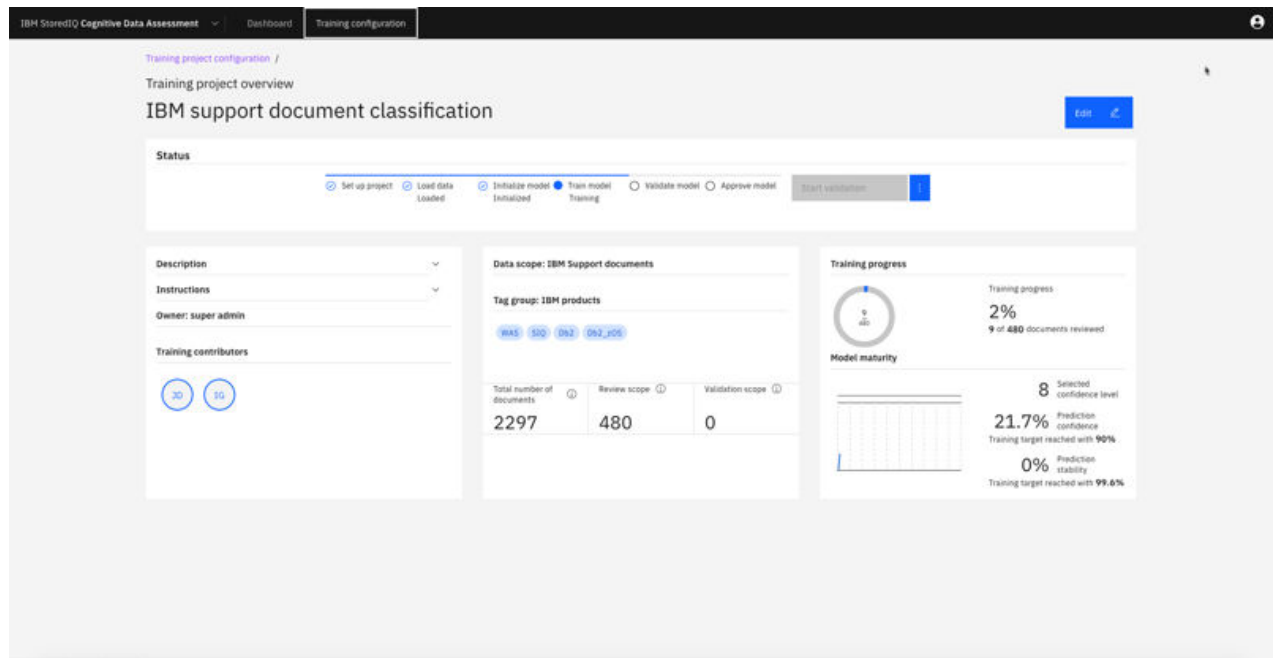 IBM StoredIQ Cognitive Data Assessment
Dashboard
Training configuration
Training project configuration /
Training project overview
IBM support document classification
Edit
Status
Set up project
Load data
Loaded
Initialize model
Initialized
Train model
Training
Validate model
Approve model
Start validation
Description
Instructions
Owner: super admin
Training contributors
JD
SG
Data scope: IBM Support documents
Tag group: IBM products
WAS
SIQ
Db2
Db2_zOS
Total number of
documents
2297
Review scope
480
Validation scope
0
Training progress
9
480
Training progress
2%
9 of 480 documents reviewed
Model maturity
8 Selected
confidence level
21.7% Prediction
confidence
Training target reached with 90%
0% Prediction
stability
Training target reached with 99.6%